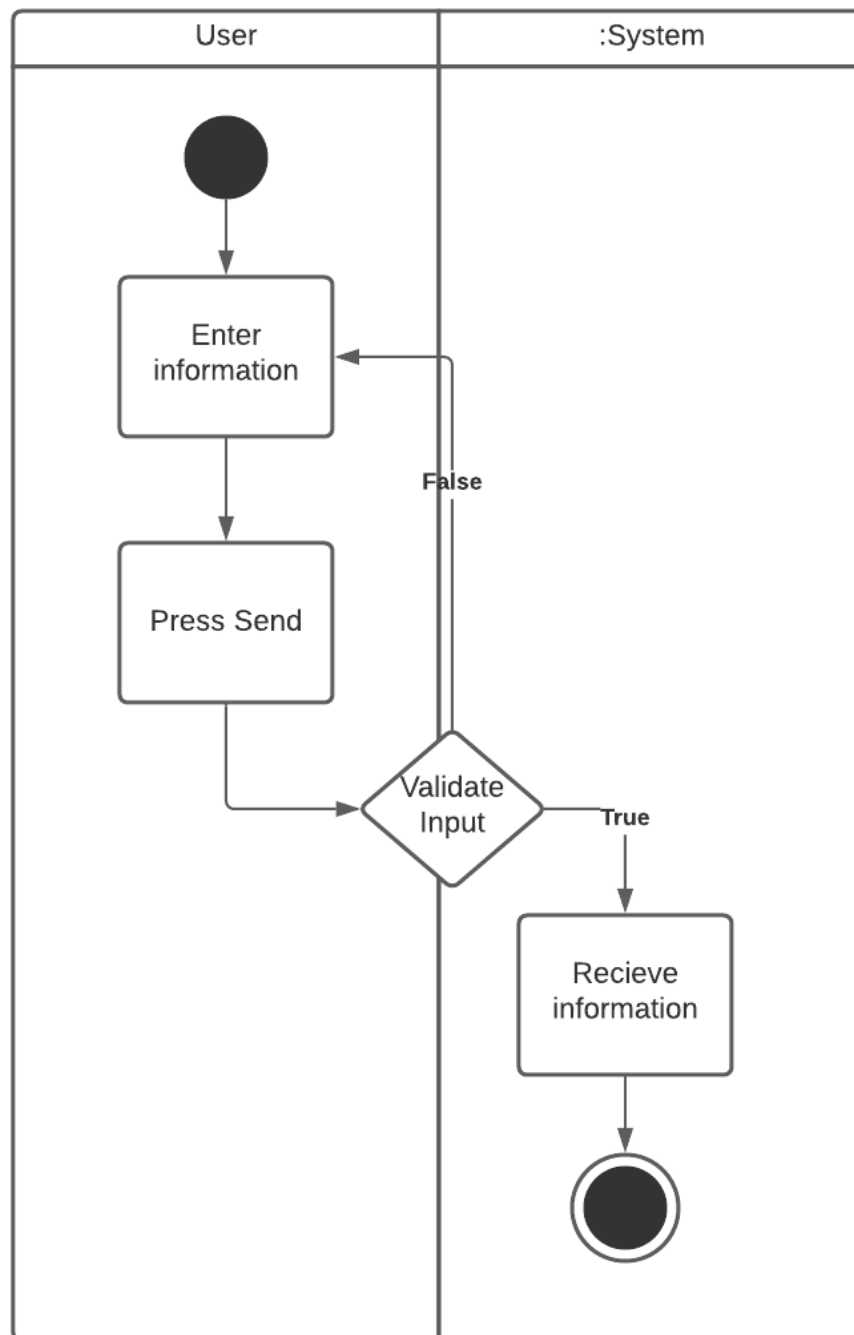 User
:System
Enter
information
False
Press Send
Validate
Input
True
Recieve
information